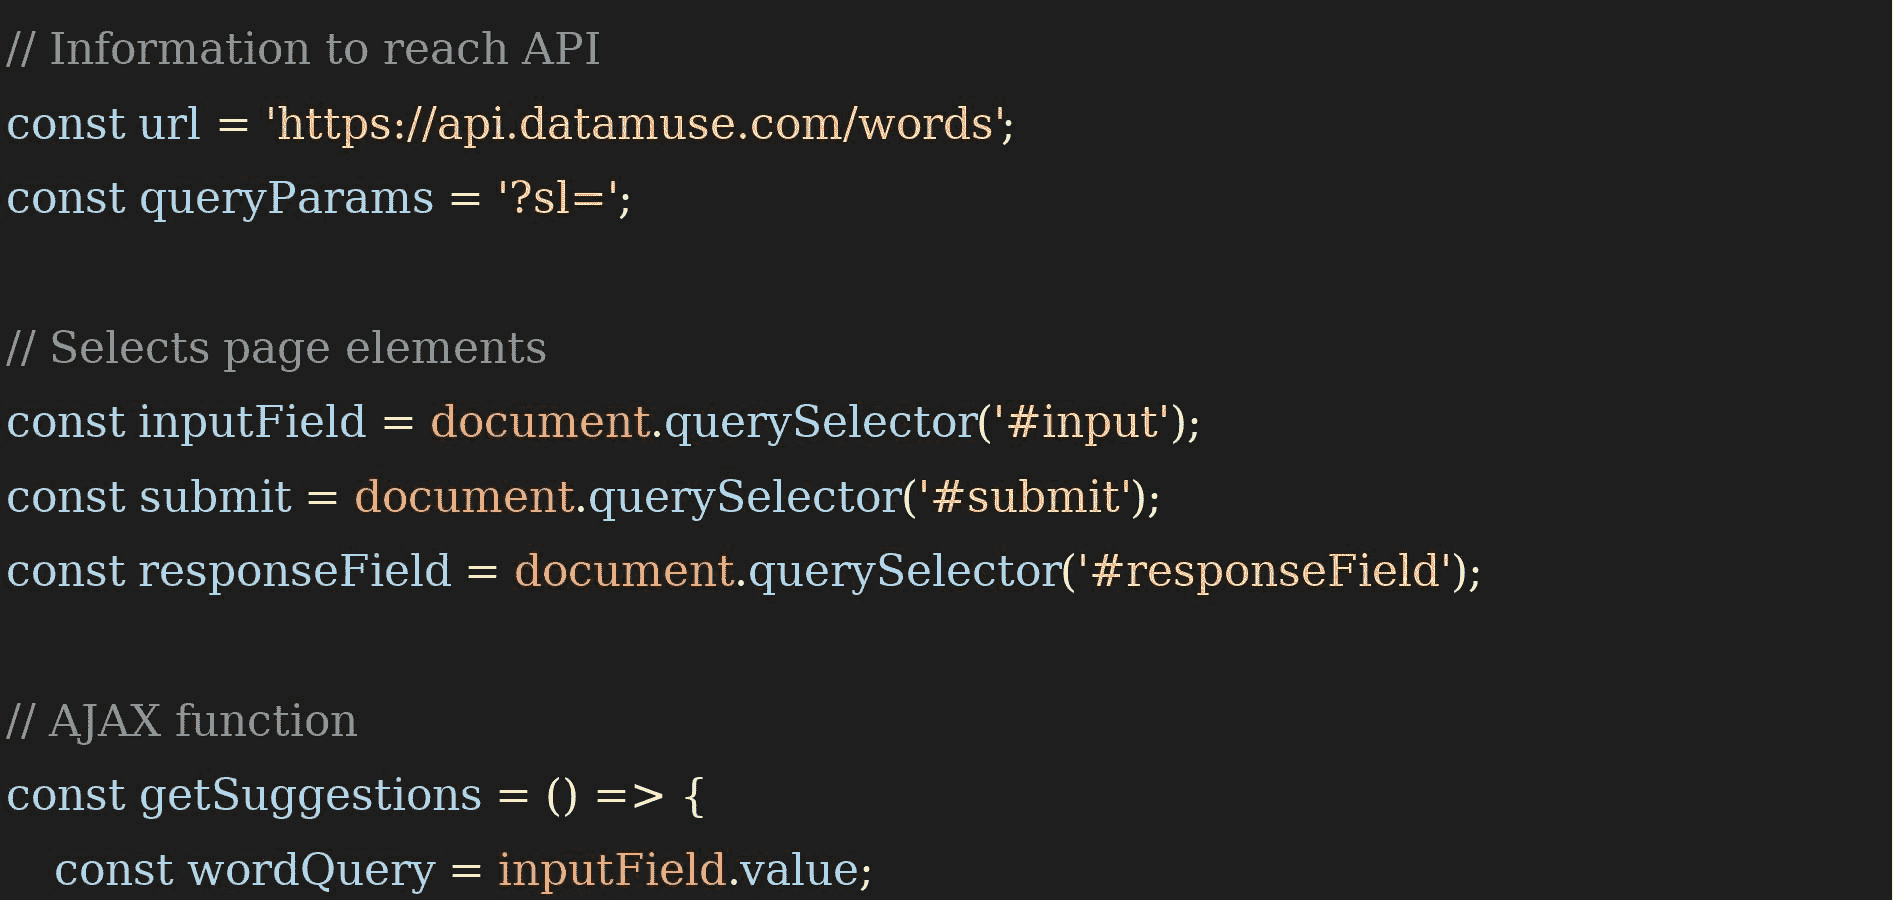 // Information to reach API
const url = 'https://api.datamuse.com/words';
const queryParams = '?sl=';
// Selects page elements
const inputField = document.querySelector('#input');
const submit = document.querySelector('#submit');
const responseField = document.querySelector('#responseField');
// AJAX function
const getSuggestions = () => {
const wordQuery = inputField.value;